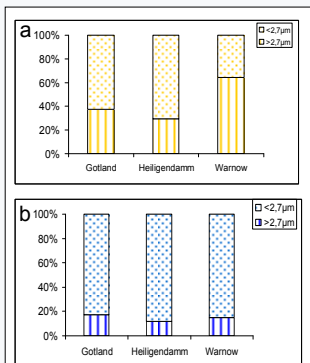 a
<2,7µm
>2,7µm
100%
80%
60%
40%
20%
0%
Gotland Heiligendamm Warnow
b
<2,7µm
>2,7µm
100%
80%
60%
40%
20%
0%
Gotland Heiligendamm Warnow